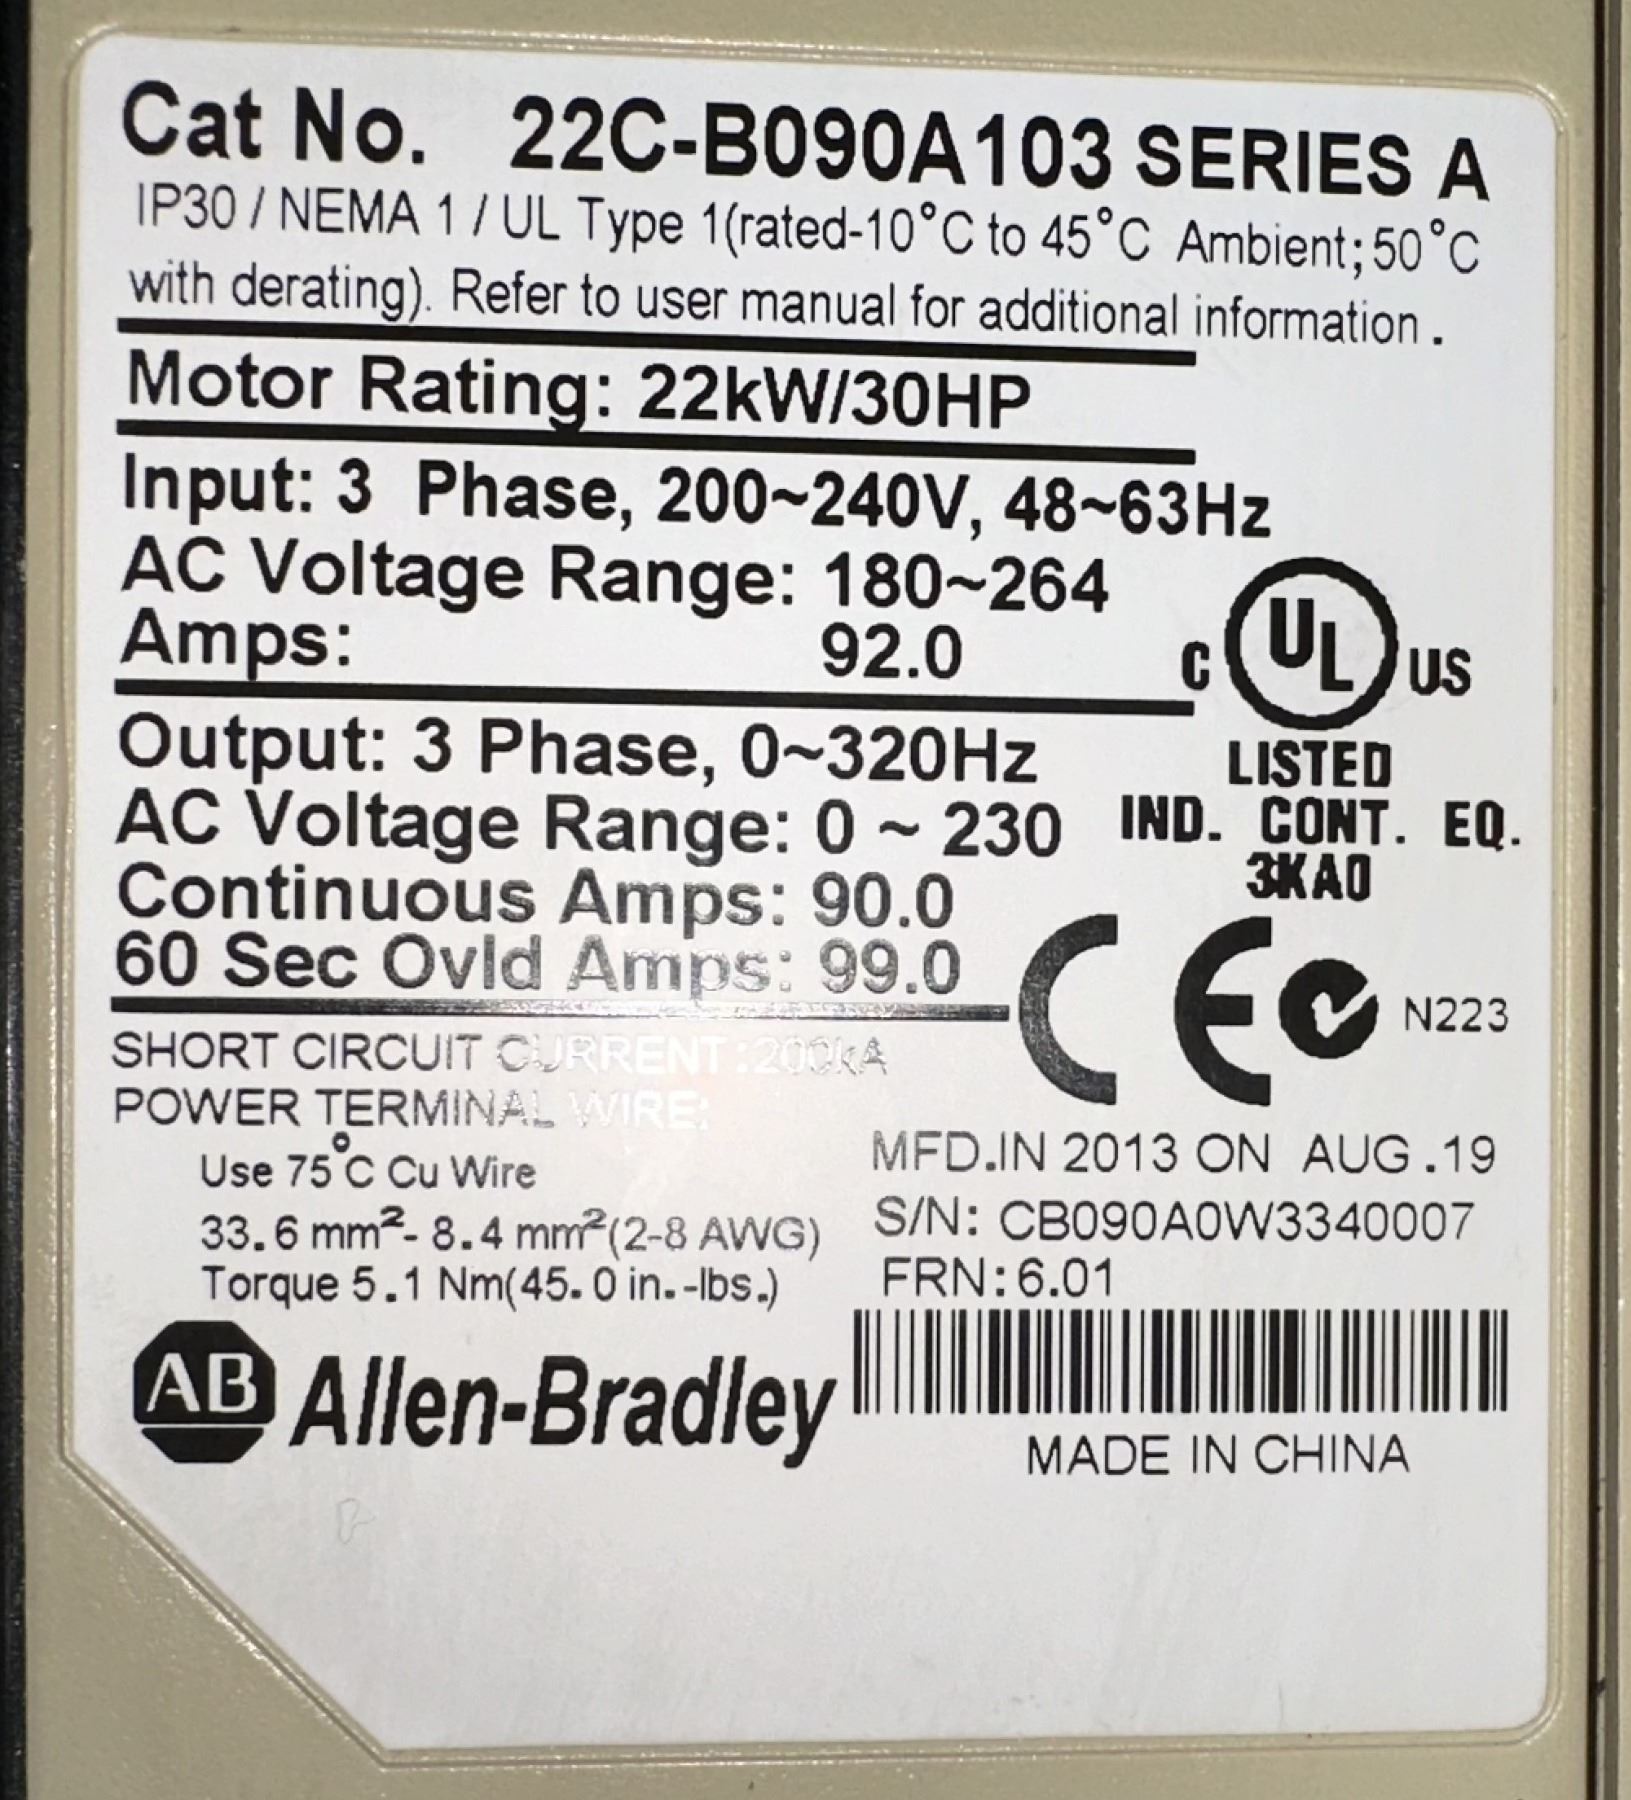 Cat No. 22C-B090A103 SERIES A
IP30 / NEMA 1 / UL Type 1(rated-10°C to 45°C Ambient; 50°C
with derating). Refer to user manual for additional information .
Motor Rating: 22kW/30HP
Input: 3 Phase, 200~240V, 48~63Hz
AC Voltage Range: 180~264
Amps: 92.0
C UL US
LISTED
IND. CONT. EQ.
3KA0
Output: 3 Phase, 0~320Hz
AC Voltage Range: 0 ~ 230
Continuous Amps: 90.0
60 Sec Ovld Amps: 99.0
CE N223
SHORT CIRCUIT CURRENT :200kA
POWER TERMINAL WIRE:
Use 75°C Cu Wire
33.6 mm²- 8.4 mm²(2-8 AWG)
Torque 5.1 Nm(45.0 in.-lbs.)
MFD.IN 2013 ON AUG .19
S/N: CB090A0W3340007
FRN:6.01
AB Allen-Bradley
MADE IN CHINA